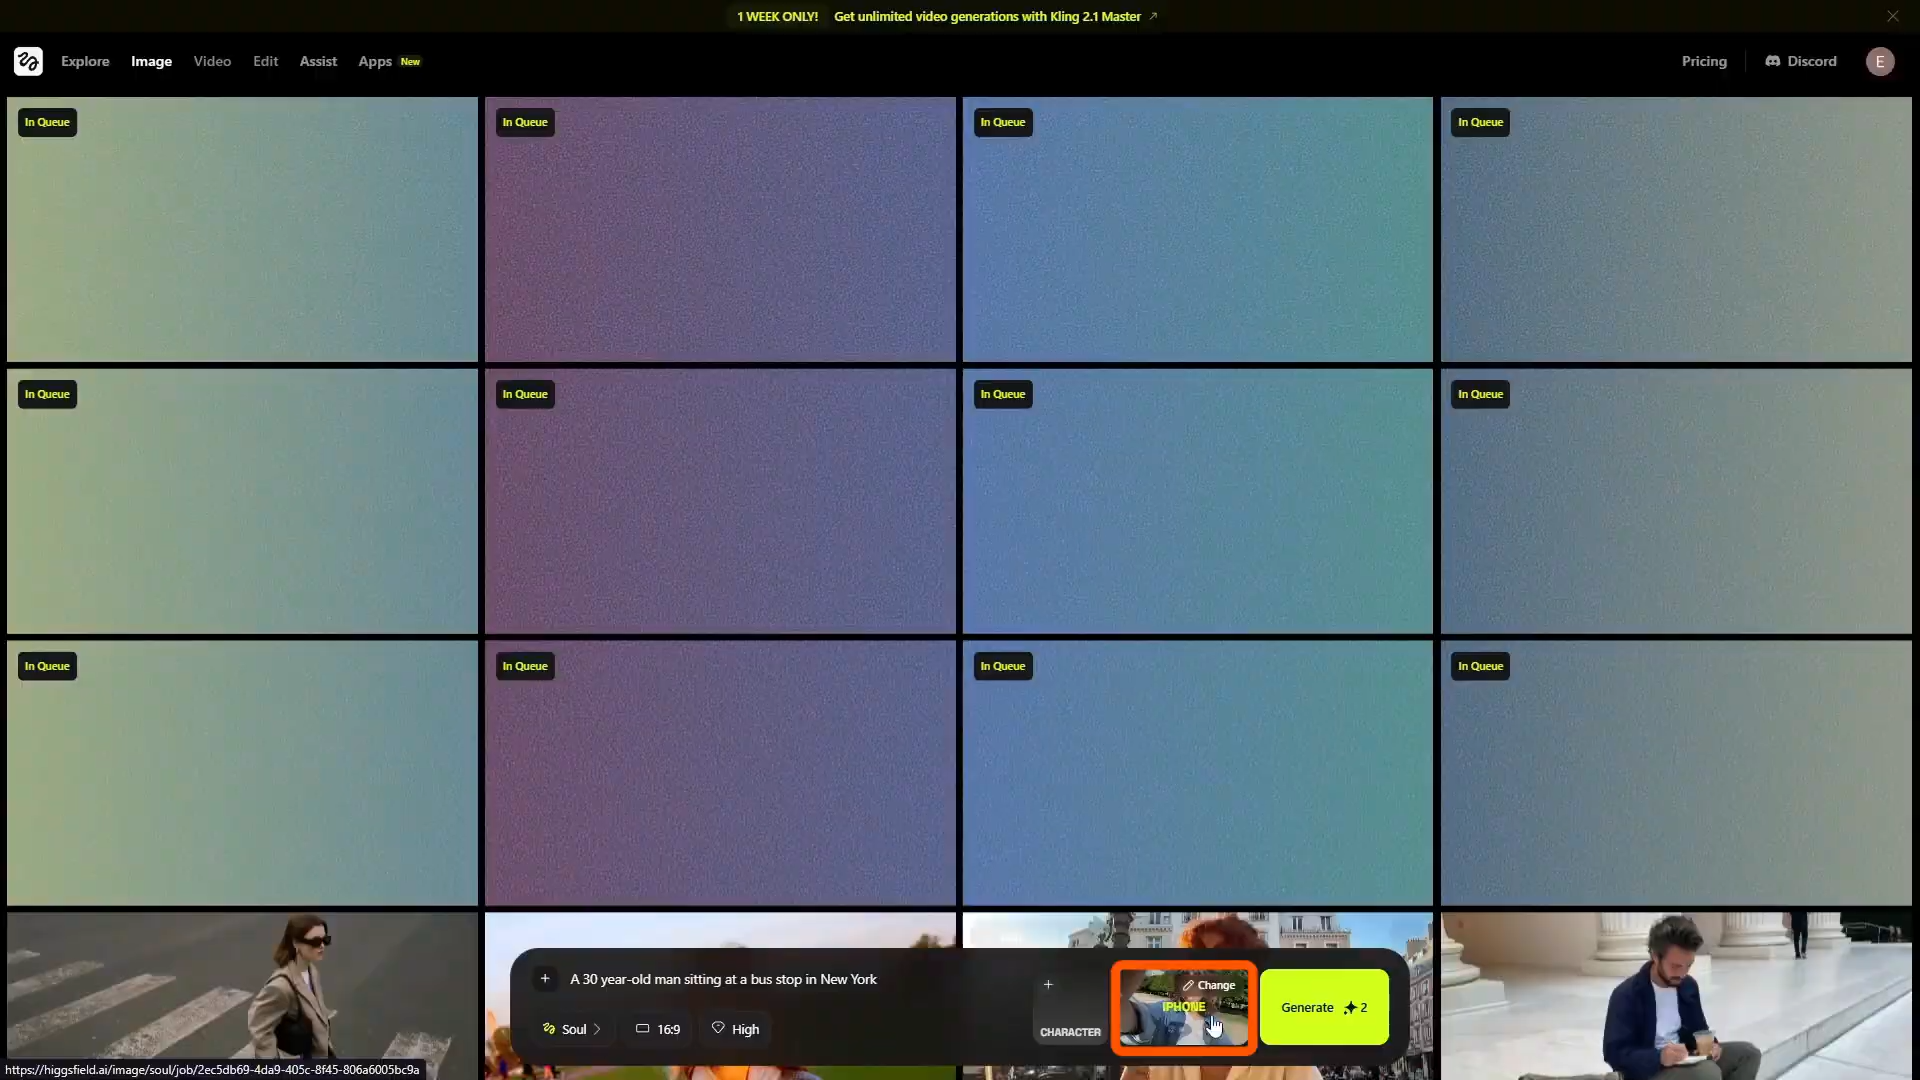 1 WEEK ONLY! Get unlimited video generations with Kling 2.1 Master ↗
Explore Image Video Edit Assist Apps New
Pricing Discord E
In Queue In Queue In Queue In Queue
In Queue In Queue In Queue In Queue
In Queue In Queue In Queue In Queue
+ A 30 year-old man sitting at a bus stop in New York
Soul > 16:9 High
+ CHARACTER
Change
IPHONE
Generate 2
https://higgsfield.ai/image/soul/job/2ec5db69-4da9-405c-8f45-806a6005bc9a